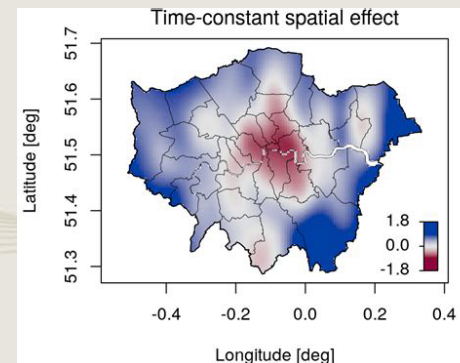 Time-constant spatial effect
Latitude [deg]
51.7
51.6
51.5
51.4
51.3
1.8
0.0
-1.8
-0.4 -0.2 0.0 0.2 0.4
Longitude [deg]